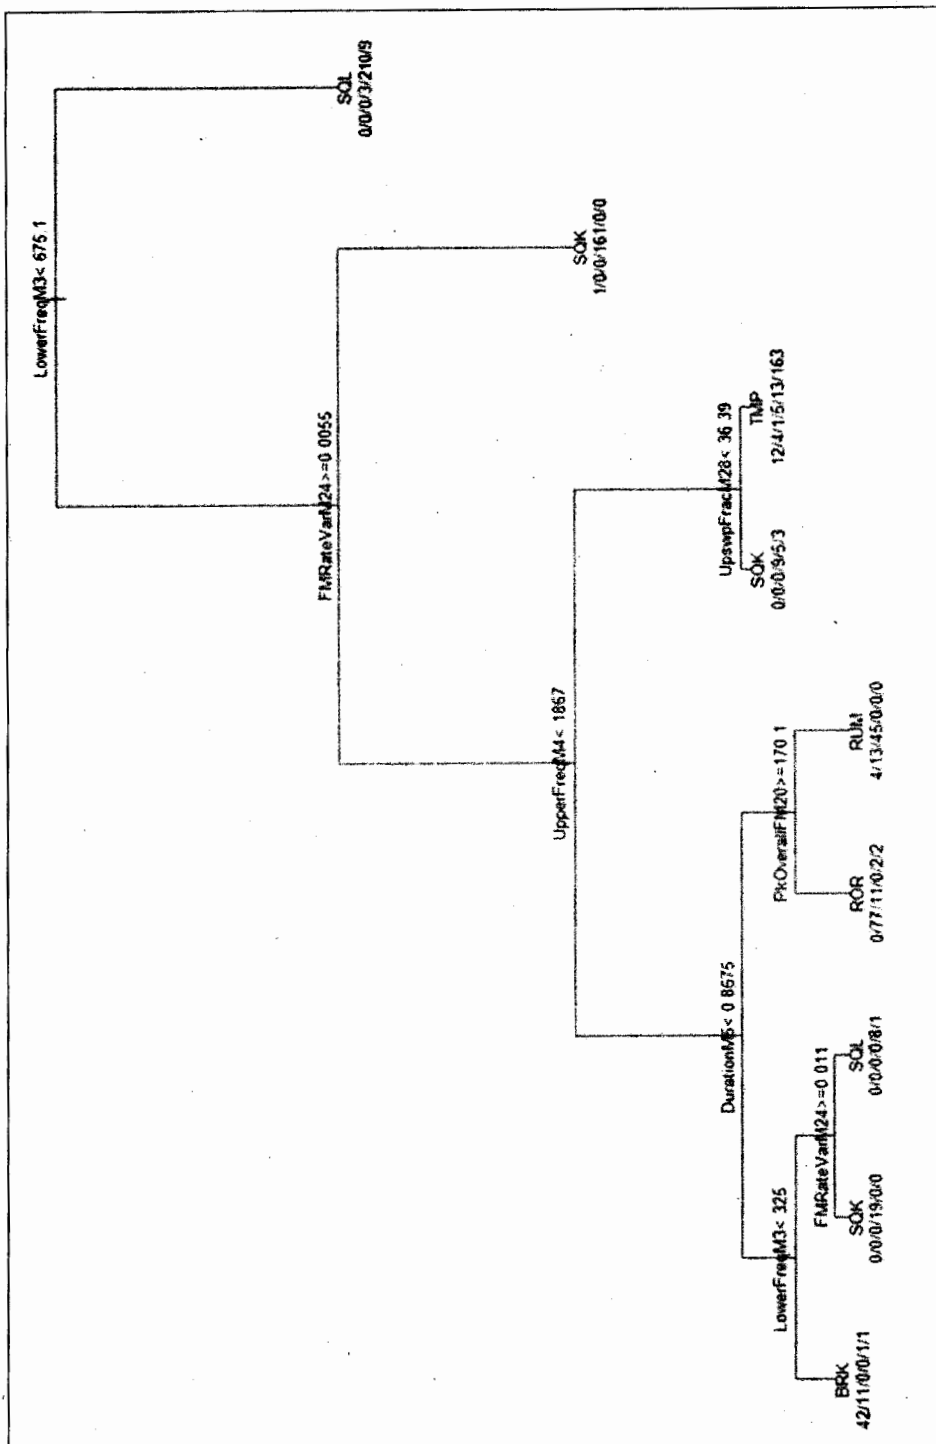 LowerFreqM3< 675.1
SQL
0/0/0/3/210/9
FMRateVarM24>=0.0055
SQK
1/0/0/161/0/0
UpperFreqM4< 1867
UpswpFracM28< 36.39
SQK
0/0/0/9/5/3
TMP
12/4/1/5/13/163
DurationM5< 0.8675
LowerFreqM3< 325
PkOverallFM20>=170.1
BRK
42/11/0/0/1/1
FMRateVarM24>=0.011
SQK
0/0/0/19/0/0
SQL
0/0/0/0/8/1
ROR
0/77/11/0/2/2
RUM
4/13/45/0/0/0